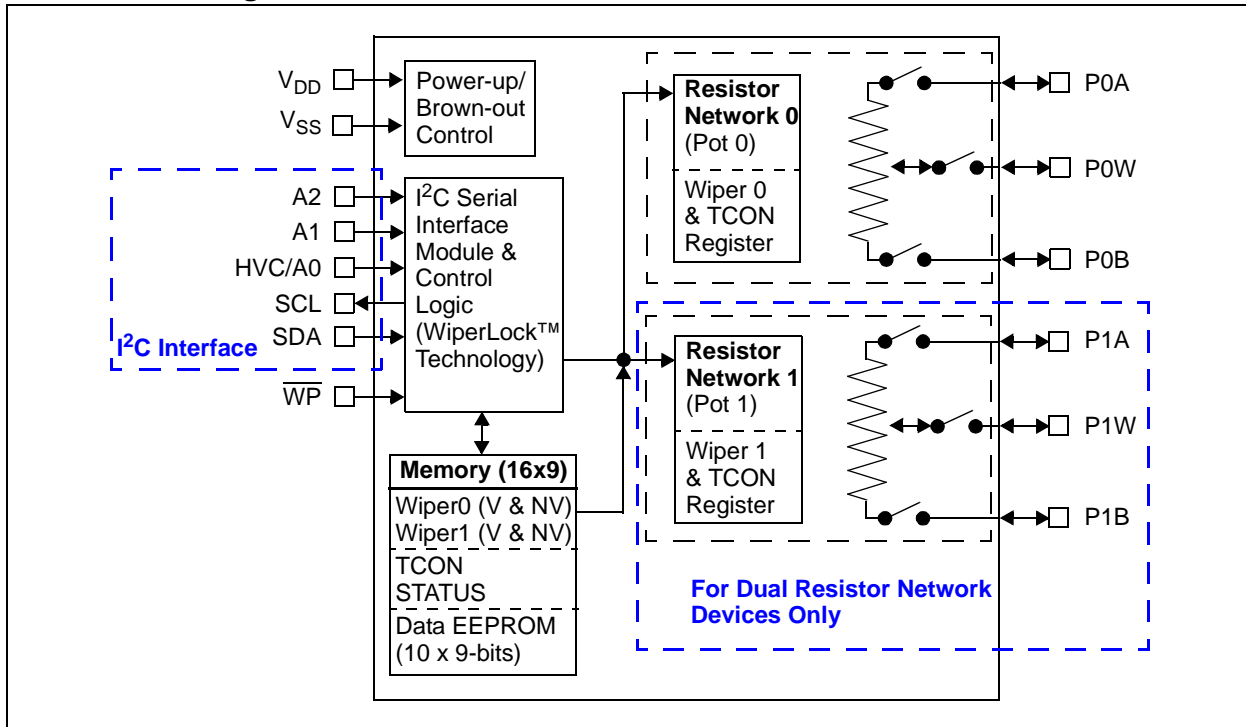 V_DD
V_SS
Power-up/
Brown-out
Control
A2
A1
HVC/A0
SCL
SDA
I²C Interface
WP
I²C Serial
Interface
Module &
Control
Logic
(WiperLock™
Technology)
Memory (16x9)
Wiper0 (V & NV)
Wiper1 (V & NV)
TCON
STATUS
Data EEPROM
(10 x 9-bits)
Resistor
Network 0
(Pot 0)
Wiper 0
& TCON
Register
P0A
P0W
P0B
Resistor
Network 1
(Pot 1)
Wiper 1
& TCON
Register
P1A
P1W
P1B
For Dual Resistor Network
Devices Only